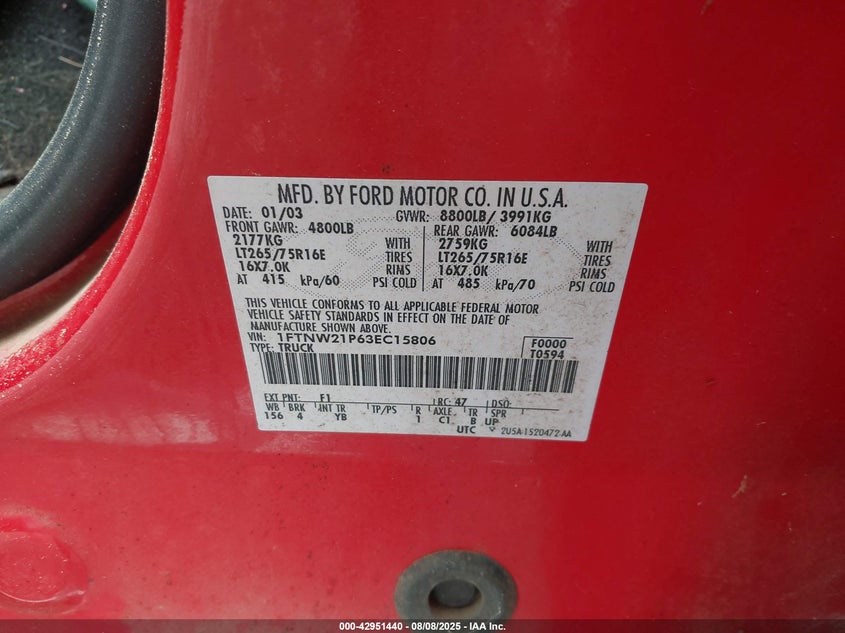 MFD. BY FORD MOTOR CO. IN U.S.A.
DATE: 01/03 GVWR: 8800LB/ 3991KG
FRONT GAWR: 4800LB REAR GAWR: 6084LB
2177KG WITH 2759KG WITH
LT265/75R16E TIRES LT265/75R16E TIRES
16X7.0K RIMS 16X7.0K RIMS
AT 415 kPa/60 PSI COLD AT 485 kPa/70 PSI COLD
THIS VEHICLE CONFORMS TO ALL APPLICABLE FEDERAL MOTOR
VEHICLE SAFETY STANDARDS IN EFFECT ON THE DATE OF
MANUFACTURE SHOWN ABOVE.
VIN: 1FTNW21P63EC15806 F0000
TYPE: TRUCK T0594
EXT PNT: F1 RC: 47 DSO:
WB BRK INT TR TP/PS R AXLE TR SPR
156 4 YB 1 C1 B UP
UTC 2U5A-1520472-AA
000-42951440 - 08/08/2025 - IAA Inc.